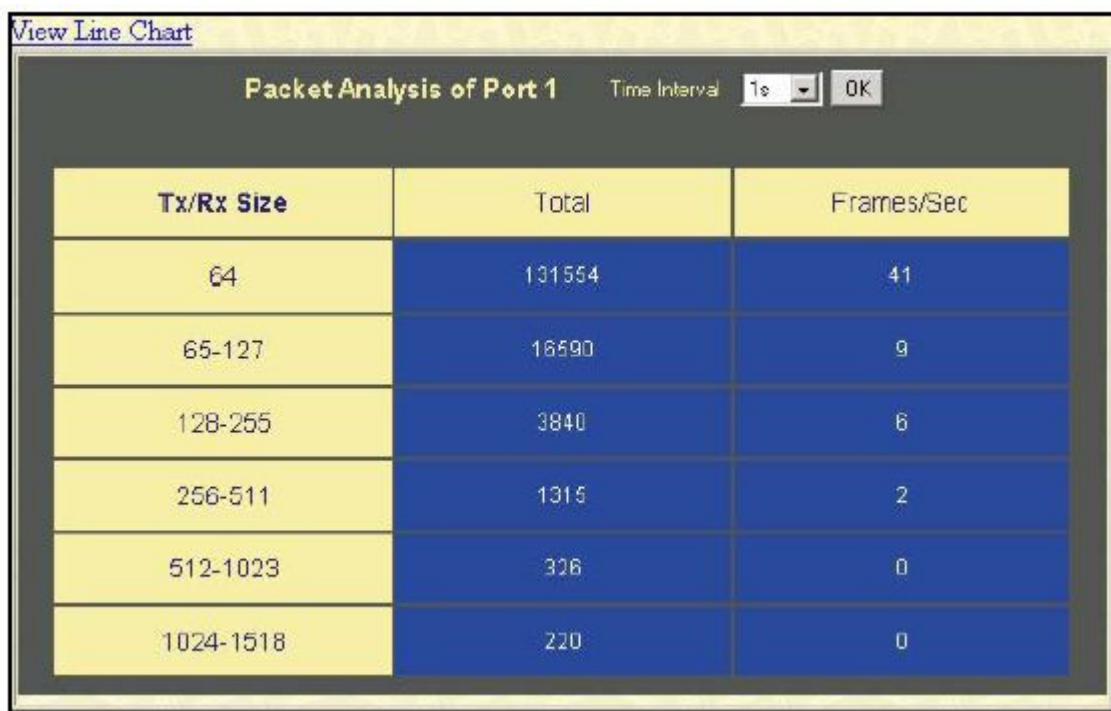 View Line Chart
Packet Analysis of Port 1 Time Interval 1s OK
Tx/Rx Size Total Frames/Sec
64 131554 41
65-127 16590 9
128-255 3840 6
256-511 1315 2
512-1023 326 0
1024-1518 220 0